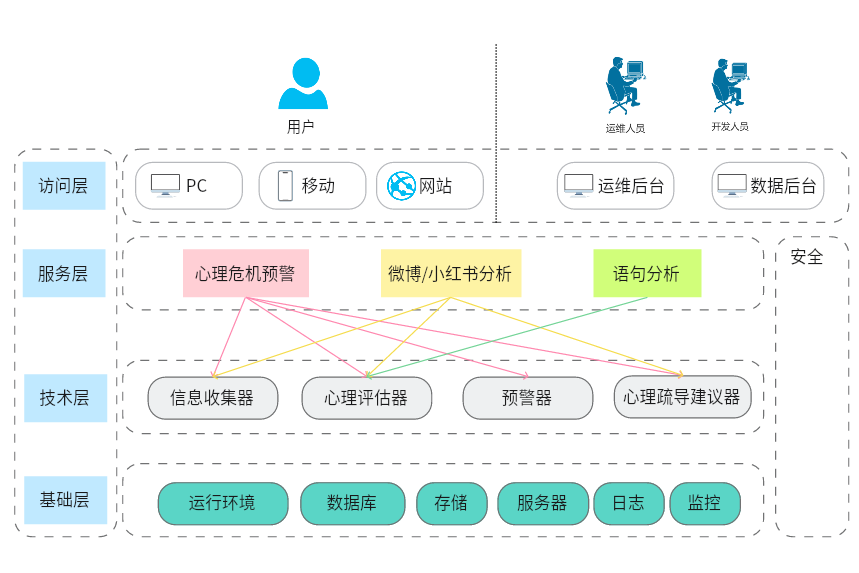 用户
运维人员
开发人员
访问层
PC
移动
网站
运维后台
数据后台
服务层
心理危机预警
微博/小红书分析
语句分析
安全
技术层
信息收集器
心理评估器
预警器
心理疏导建议器
基础层
运行环境
数据库
存储
服务器
日志
监控